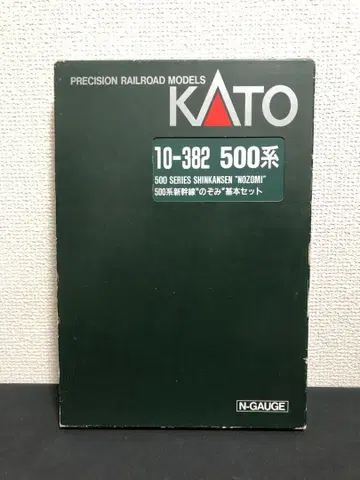 PRECISION RAILROAD MODELS
KATO
10-382 500系
500 SERIES SHINKANSEN "NOZOMI"
500系新幹線"のぞみ"基本セット
N-GAUGE